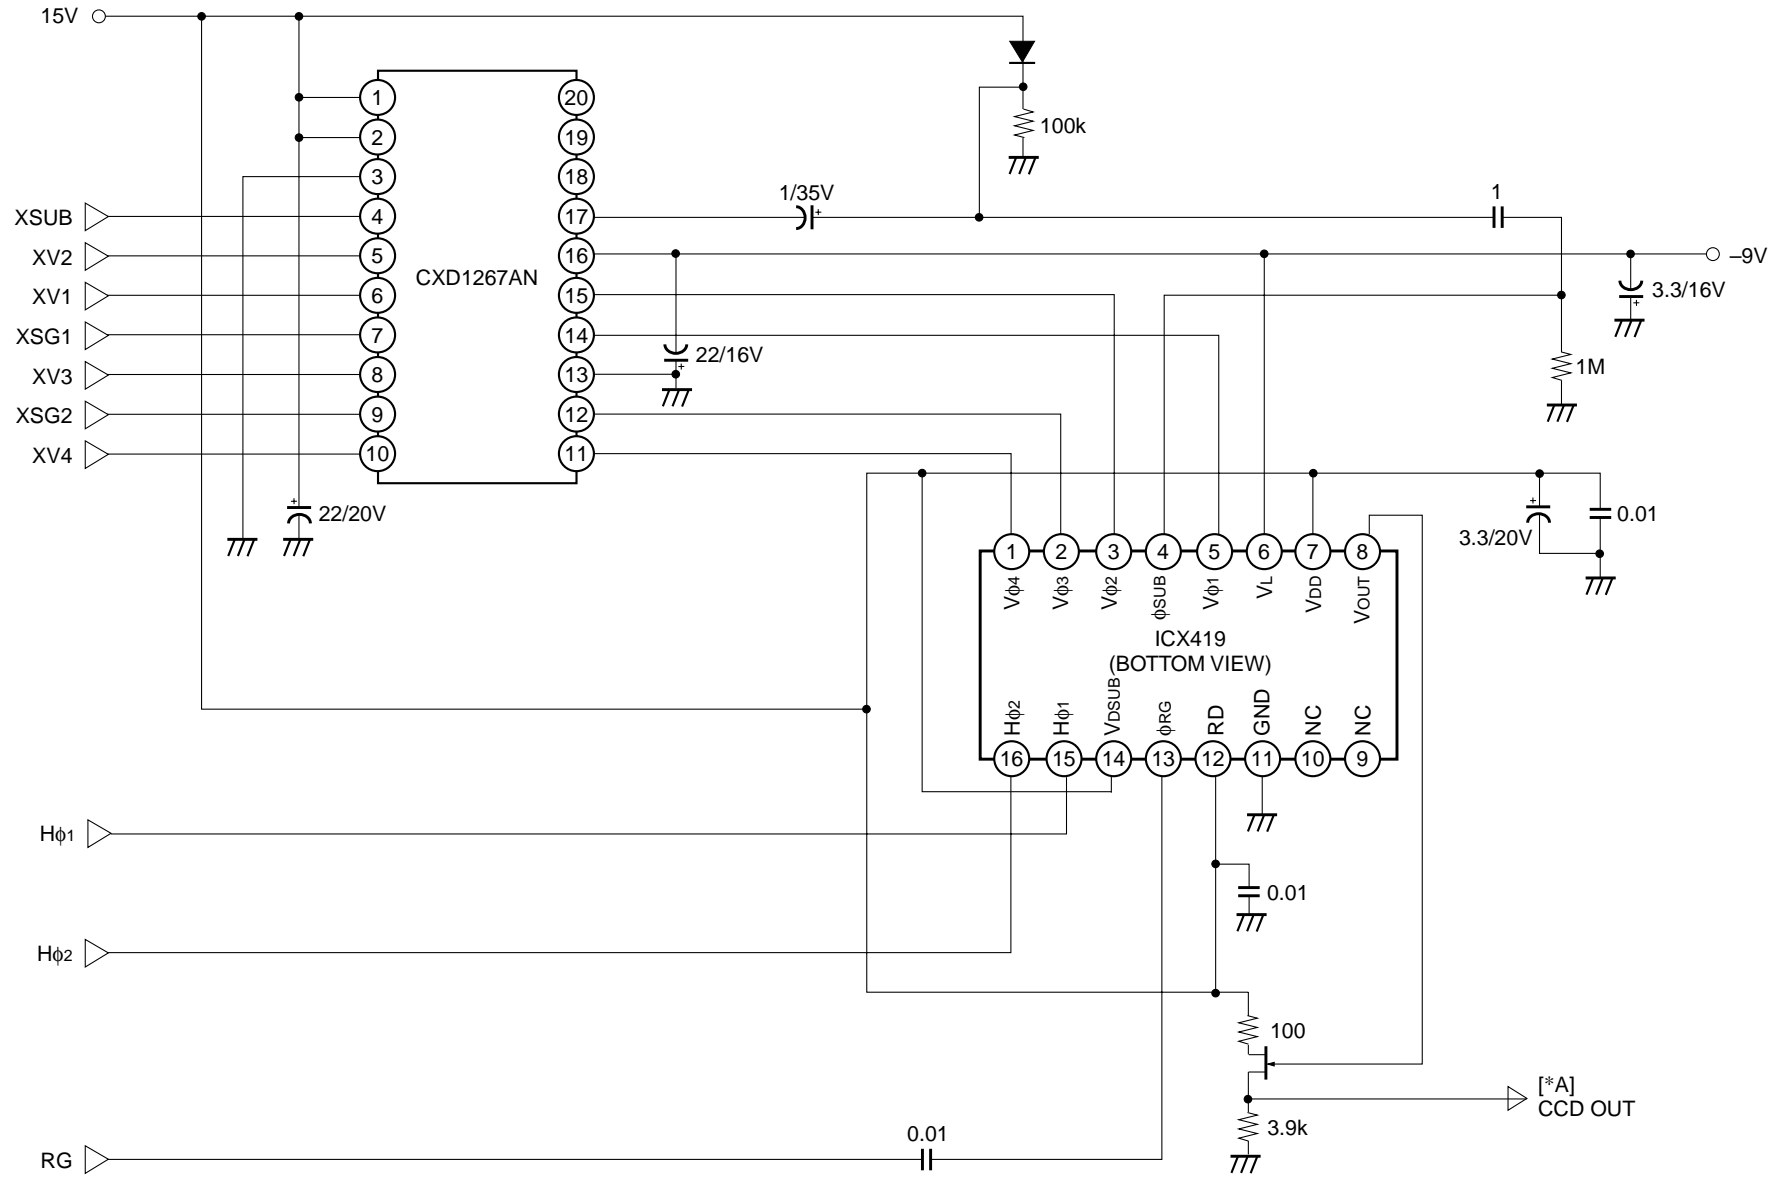 15V
1
20
2
19
100k
3
18
1/35V
1
XSUB
4
17
+
XV2
5
16
–9V
CXD1267AN
XV1
6
15
3.3/16V
+
XSG1
7
14
22/16V
+
XV3
8
13
1M
XSG2
9
12
XV4
10
11
+
22/20V
+
3.3/20V
0.01
1
2
3
4
5
6
7
8
Vϕ4
Vϕ3
Vϕ2
ϕSUB
Vϕ1
VL
VDD
VOUT
ICX419
(BOTTOM VIEW)
Hϕ2
Hϕ1
VDSUB
ϕRG
RD
GND
NC
NC
16
15
14
13
12
11
10
9
Hϕ1
0.01
Hϕ2
100
[*A]
CCD OUT
3.9k
0.01
RG